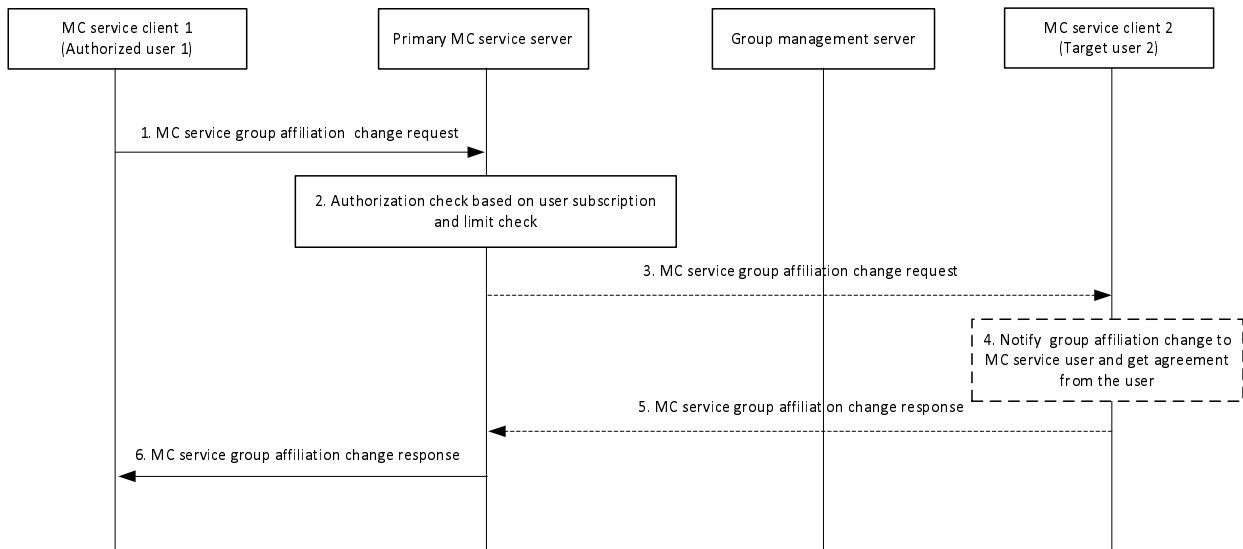 MC service client 1
(Authorized user 1)
Primary MC service server
Group management server
MC service client 2
(Target user 2)
1. MC service group affiliation change request
2. Authorization check based on user subscription
and limit check
3. MC service group affiliation change request
4. Notify group affiliation change to
MC service user and get agreement
from the user
5. MC service group affiliation change response
6. MC service group affiliation change response